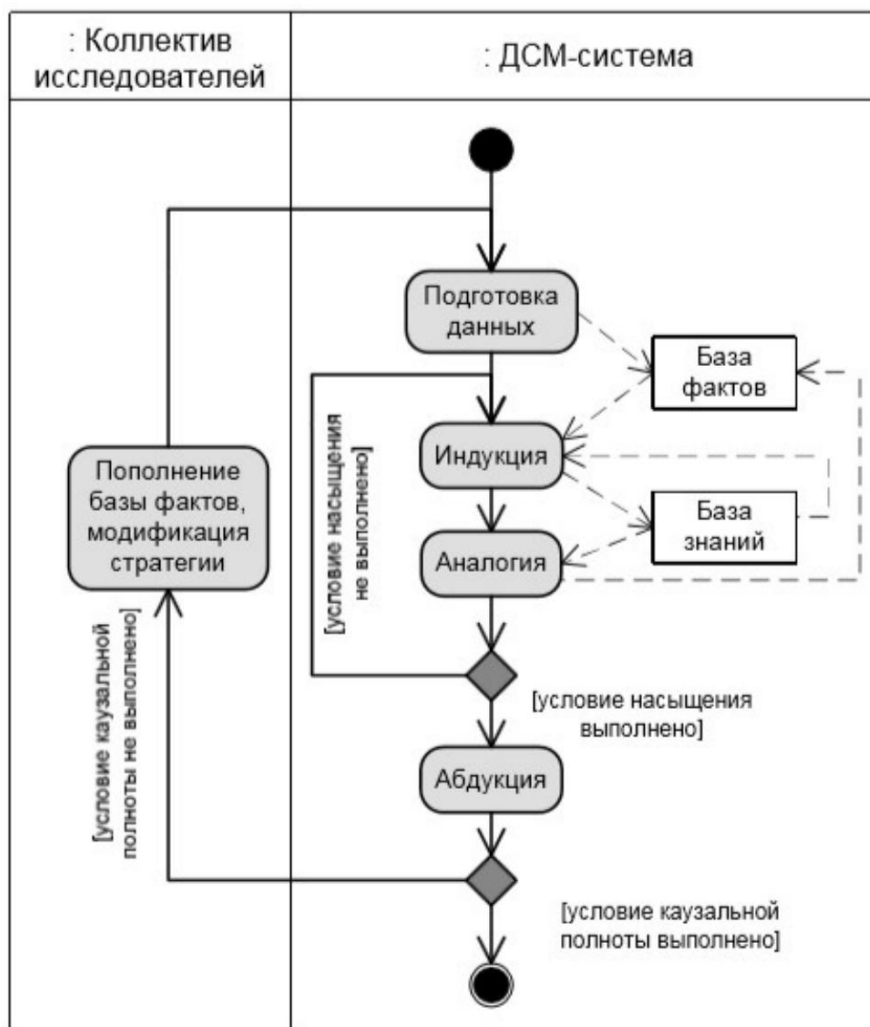 : Коллектив
исследователей
: ДСМ-система
Подготовка
данных
База
фактов
[условие насыщения
не выполнено]
Индукция
Пополнение
базы фактов,
модификация
стратегии
База
знаний
Аналогия
[условие каузальной
полноты не выполнено]
[условие насыщения
выполнено]
Абдукция
[условие каузальной
полноты выполнено]